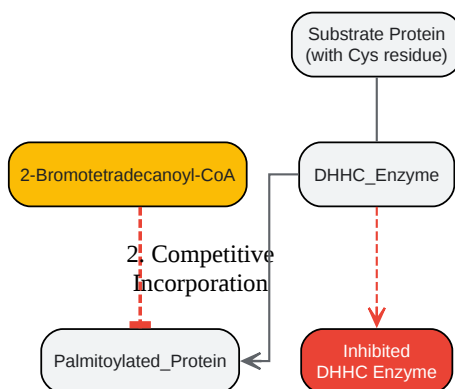 Substrate Protein
(with Cys residue)
2-Bromotetradecanoyl-CoA
DHHC_Enzyme
2. Competitive
Incorporation
Palmitoylated_Protein
Inhibited
DHHC Enzyme